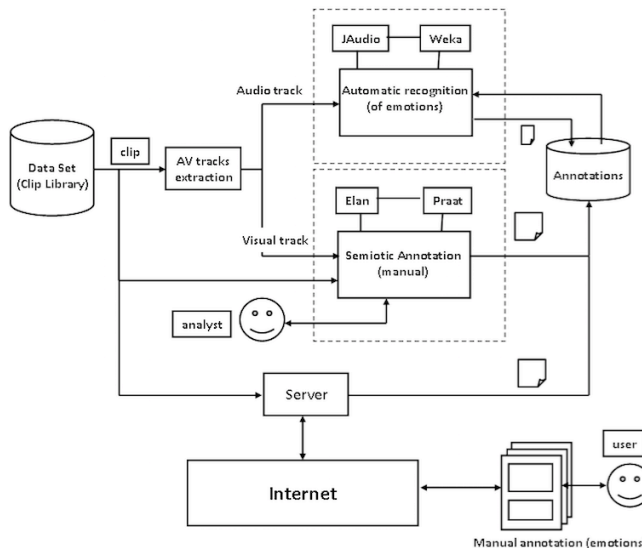 JAudio
Weka
Audio track
Automatic recognition
(of emotions)
clip
Data Set
(Clip Library)
AV tracks
extraction
Annotations
Elan
Praat
Visual track
Semiotic Annotation
(manual)
analyst
Server
user
Internet
Manual annotation (emotions